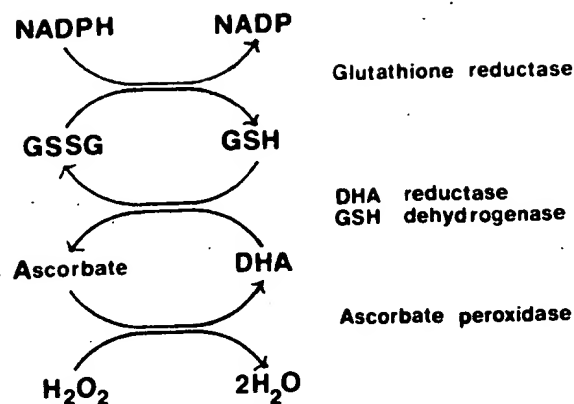 NADPH NADP
Glutathione reductase
GSSG GSH
DHA reductase
GSH dehydrogenase
Ascorbate DHA
Ascorbate peroxidase
H₂O₂ 2H₂O